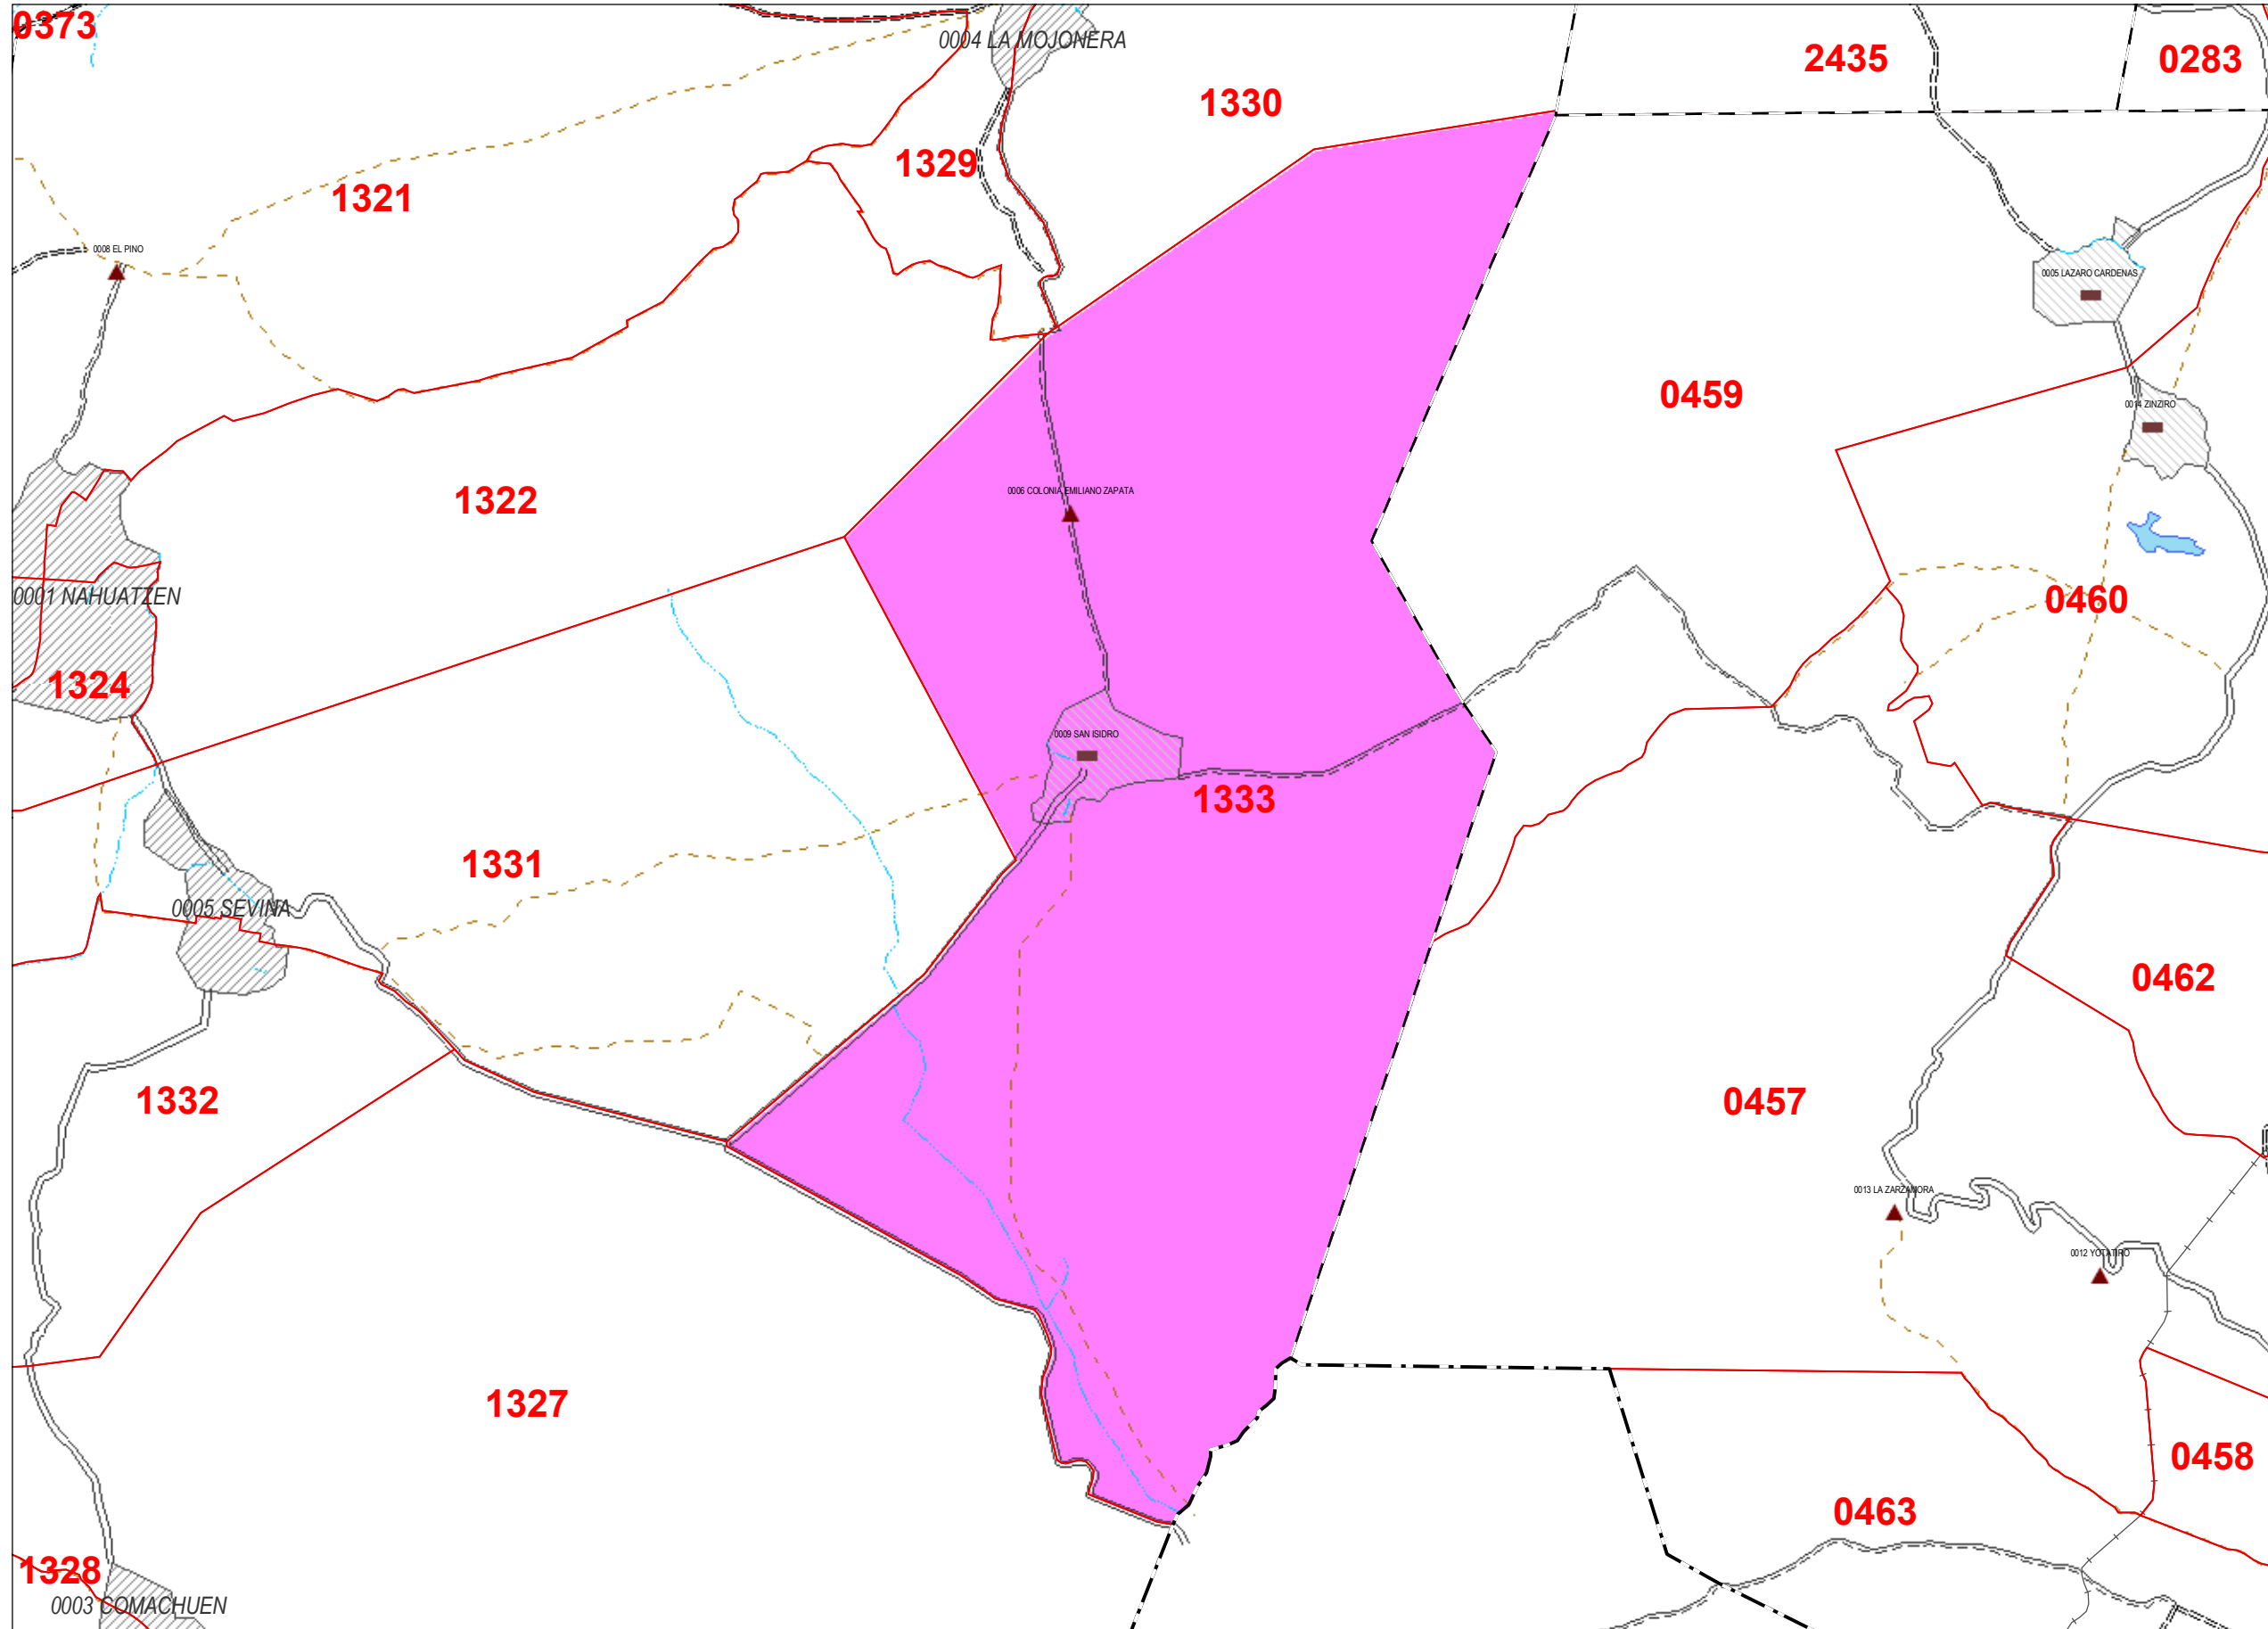 0373
0004 LA MOJONERA
2435
0283
1330
1329
1321
0008 EL PINO
0005 LAZARO CARDENAS
0459
0014 ZINZIRO
1322
0006 COLONIA EMILIANO ZAPATA
0001 NAHUATZEN
0460
1324
0009 SAN ISIDRO
1333
1331
0005 SEVINA
0462
1332
0457
0013 LA ZARZAMORA
0012 YOTATIRO
1327
0458
0463
1328
0003 COMACHUEN